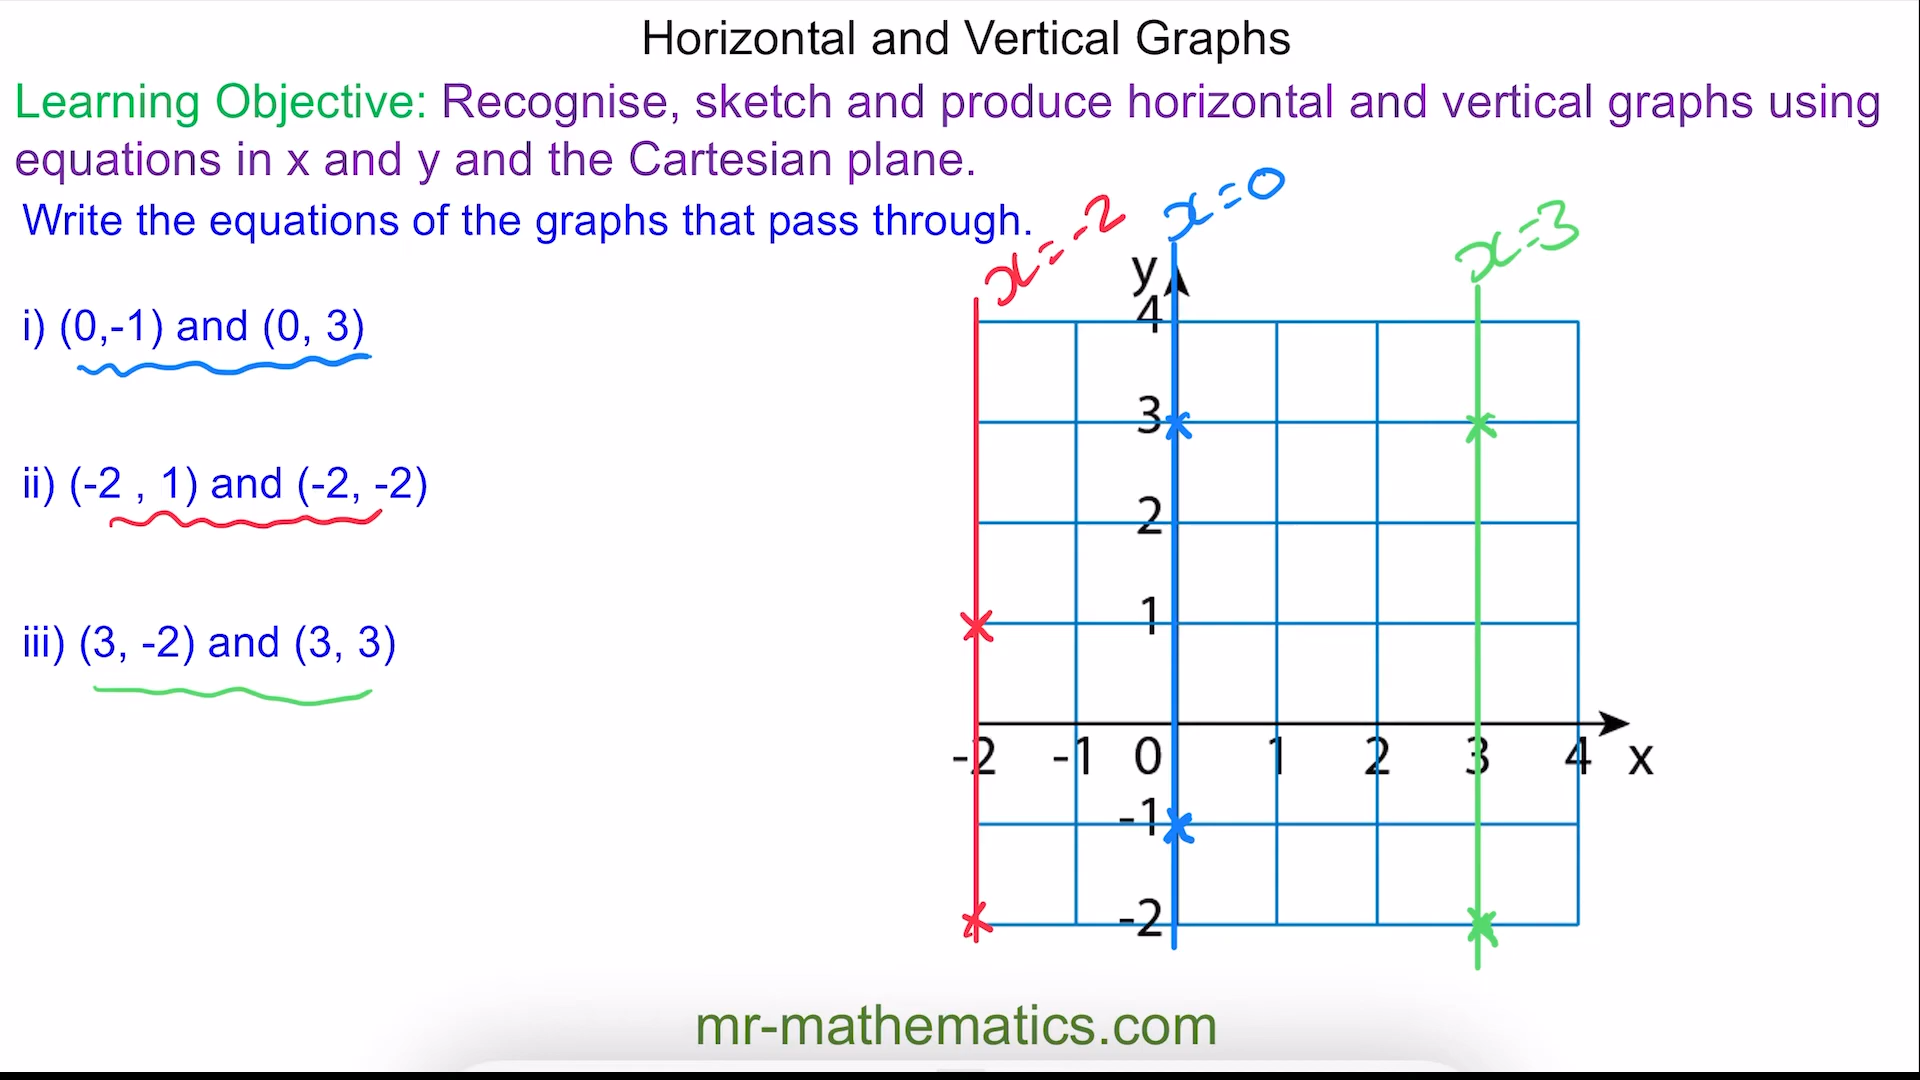 Horizontal and Vertical Graphs
Learning Objective: Recognise, sketch and produce horizontal and vertical graphs using
equations in x and y and the Cartesian plane.
Write the equations of the graphs that pass through.
i) (0,-1) and (0, 3)
ii) (-2 , 1) and (-2, -2)
iii) (3, -2) and (3, 3)
x=-2
x=0
x=3
y
4
3
2
1
-2 -1 0 1 2 3 4 x
-1
-2
mr-mathematics.com